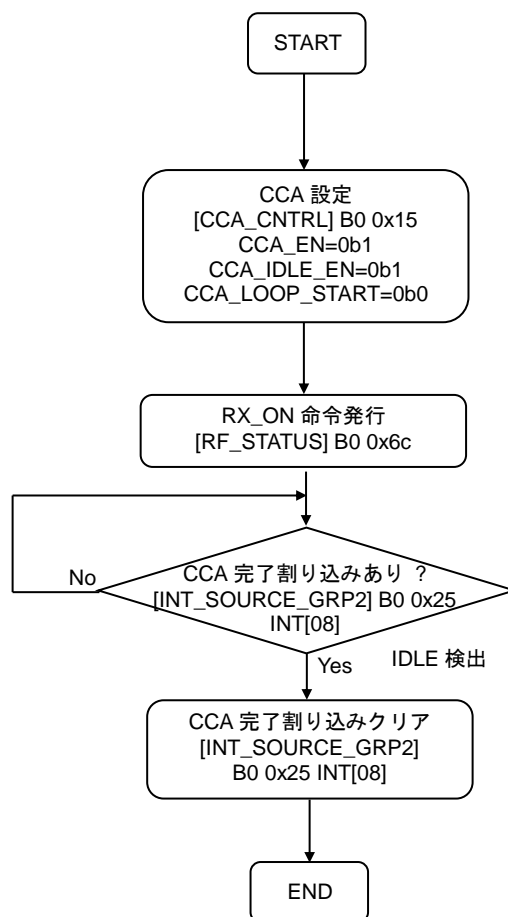 START
CCA 設定
[CCA_CNTRL] B0 0x15
CCA_EN=0b1
CCA_IDLE_EN=0b1
CCA_LOOP_START=0b0
RX_ON 命令発行
[RF_STATUS] B0 0x6c
No
CCA 完了割り込みあり ?
[INT_SOURCE_GRP2] B0 0x25
INT[08]
Yes
IDLE 検出
CCA 完了割り込みクリア
[INT_SOURCE_GRP2]
B0 0x25 INT[08]
END